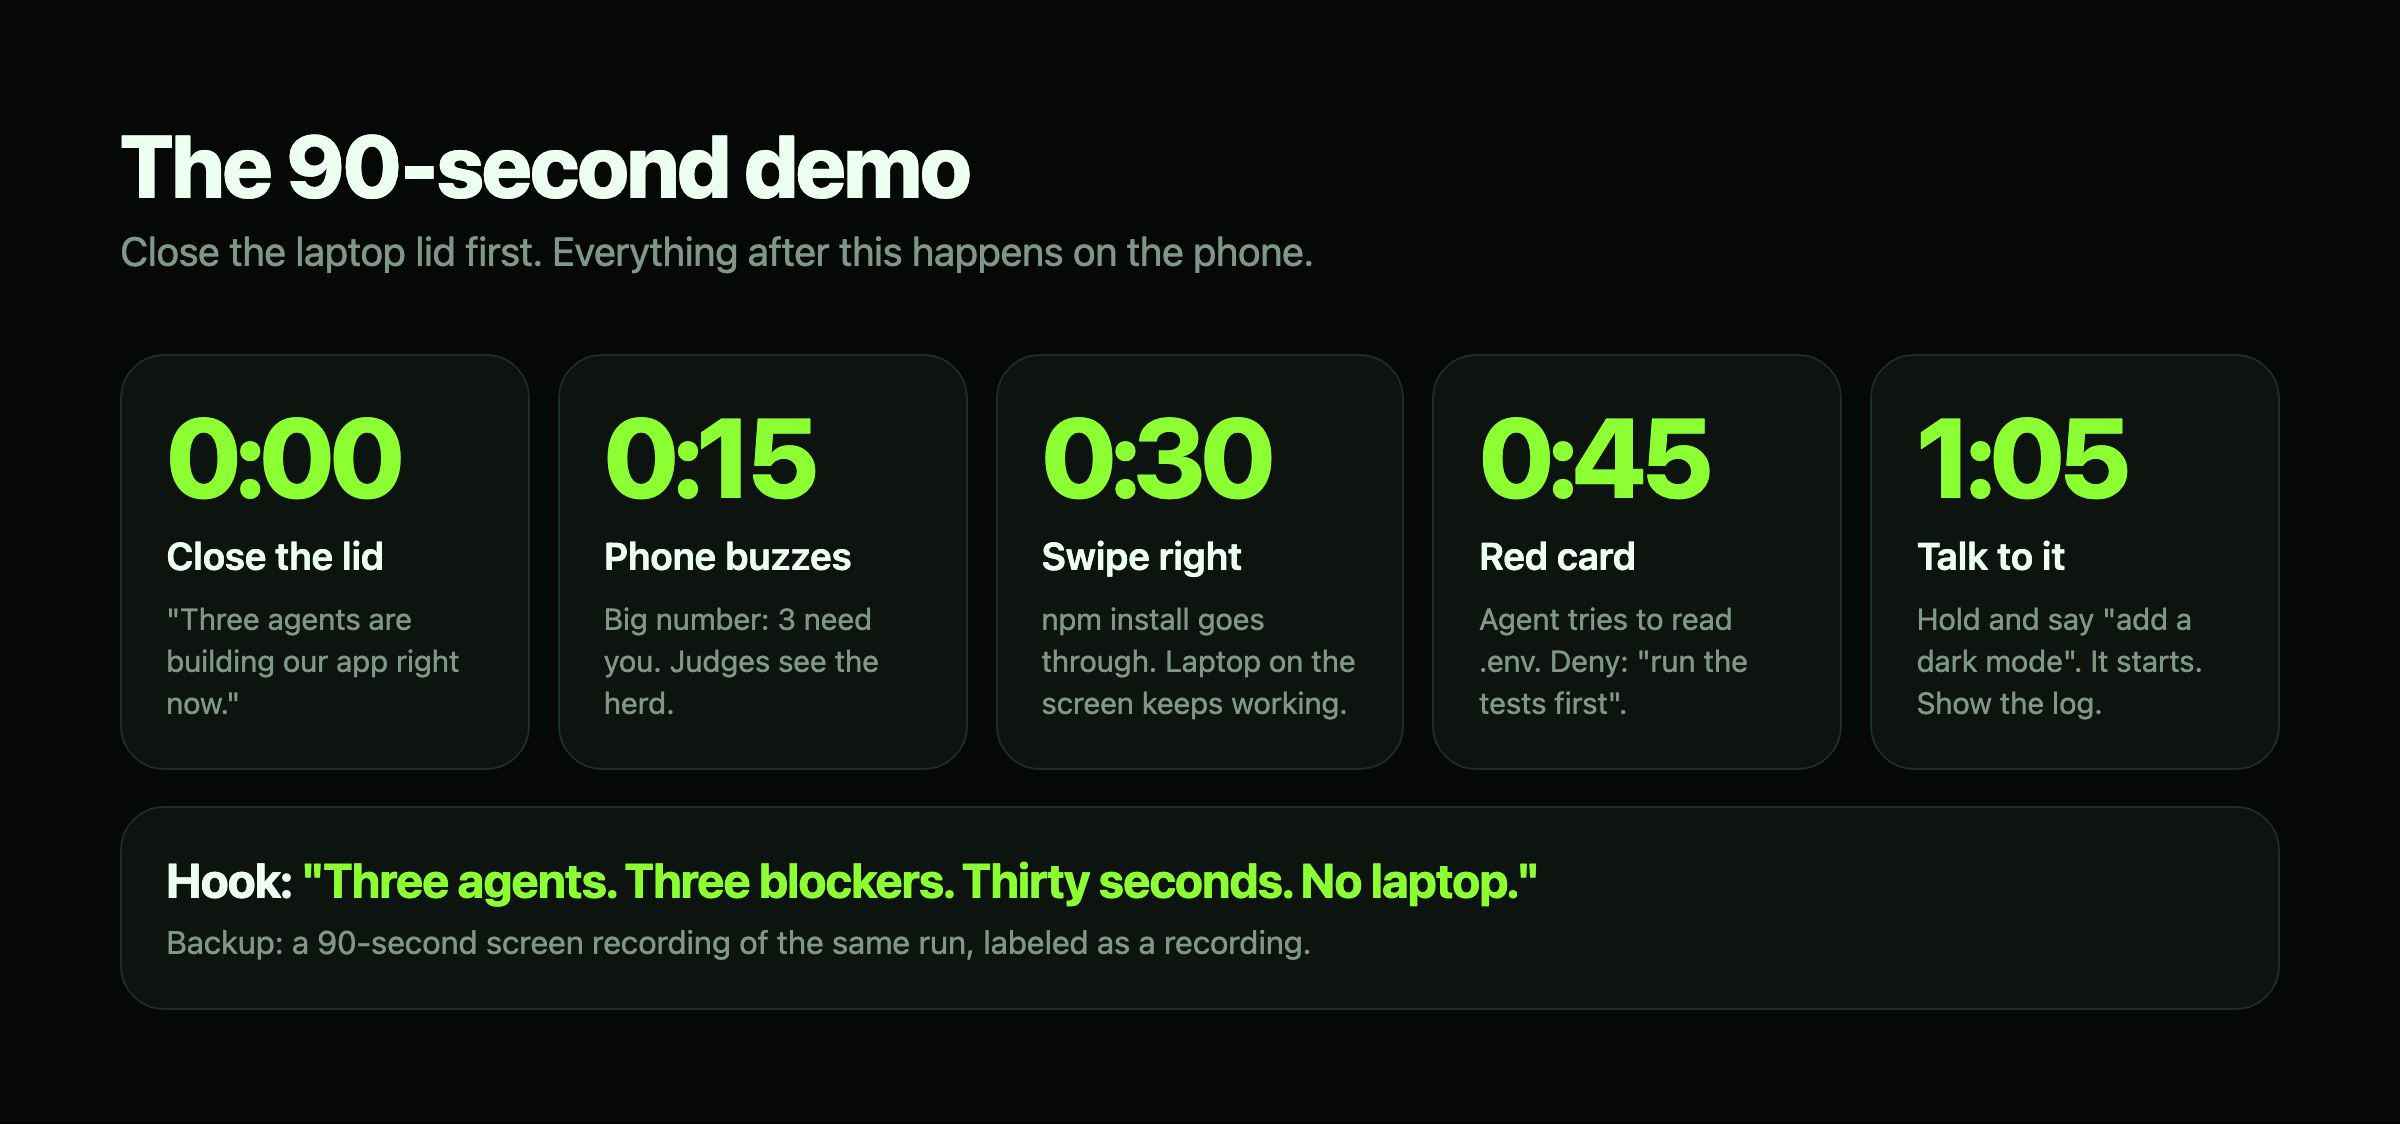 The 90-second demo
Close the laptop lid first. Everything after this happens on the phone.
0:00
Close the lid
"Three agents are
building our app right
now."
0:15
Phone buzzes
Big number: 3 need
you. Judges see the
herd.
0:30
Swipe right
npm install goes
through. Laptop on the
screen keeps working.
0:45
Red card
Agent tries to read
.env. Deny: "run the
tests first".
1:05
Talk to it
Hold and say "add a
dark mode". It starts.
Show the log.
Hook: "Three agents. Three blockers. Thirty seconds. No laptop."
Backup: a 90-second screen recording of the same run, labeled as a recording.